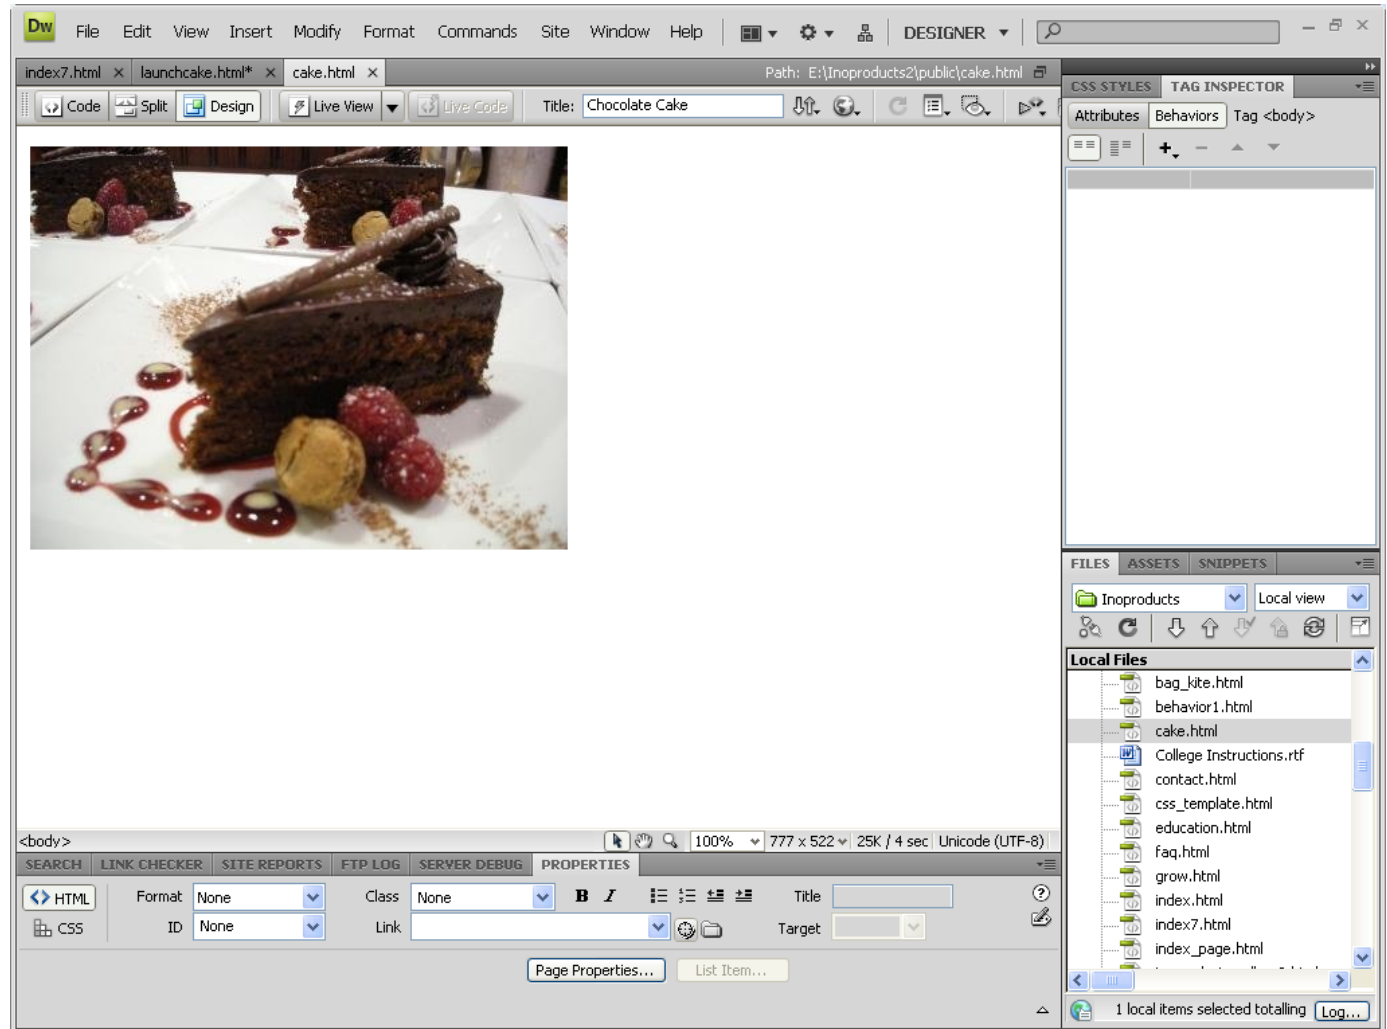 Dw File Edit View Insert Modify Format Commands Site Window Help DESIGNER
index7.html launchcake.html* cake.html Path: E:\Inoproducts2\public\cake.html
Code Split Design Live View Live Code Title: Chocolate Cake
<body>
100% 777 x 522 25K / 4 sec Unicode (UTF-8)
SEARCH LINK CHECKER SITE REPORTS FTP LOG SERVER DEBUG PROPERTIES
HTML Format None Class None B I Title
CSS ID None Link Target
Page Properties... List Item...
CSS STYLES TAG INSPECTOR
Attributes Behaviors Tag <body>
FILES ASSETS SNIPPETS
Inoproducts Local view
Local Files
bag_kite.html
behavior1.html
cake.html
College Instructions.rtf
contact.html
css_template.html
education.html
faq.html
grow.html
index.html
index7.html
index_page.html
1 local items selected totalling Log...